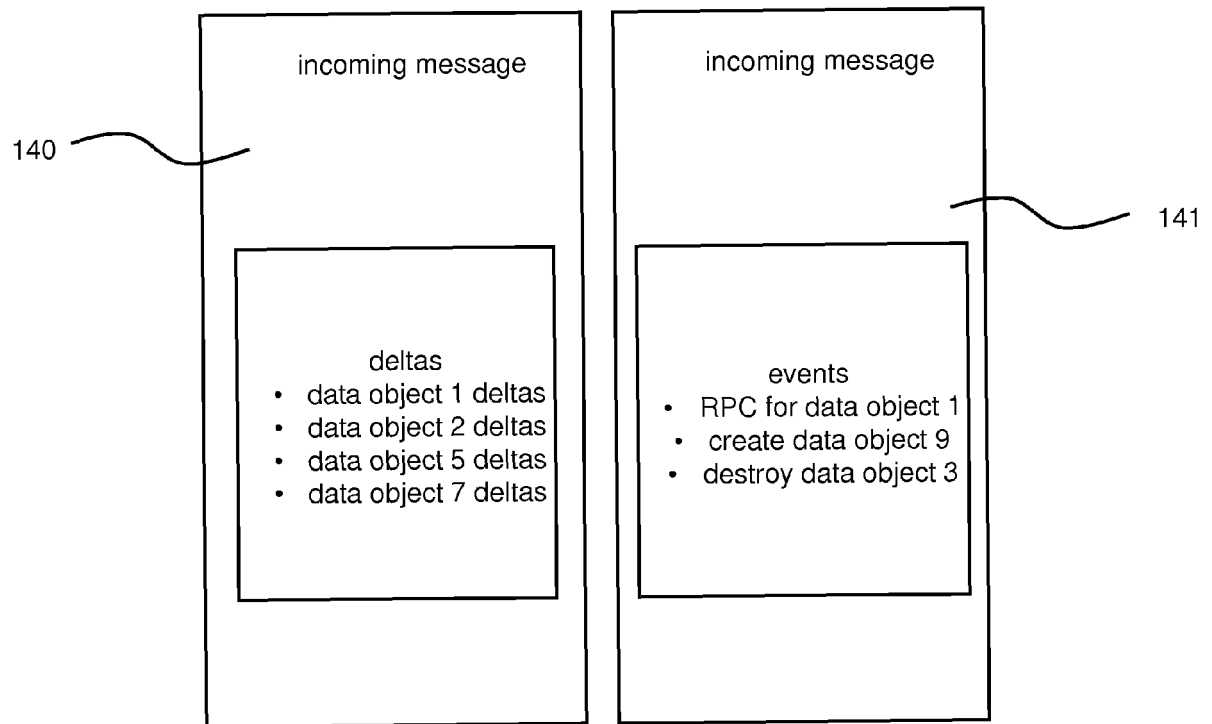 incoming message
140
deltas
• data object 1 deltas
• data object 2 deltas
• data object 5 deltas
• data object 7 deltas
incoming message
141
events
• RPC for data object 1
• create data object 9
• destroy data object 3